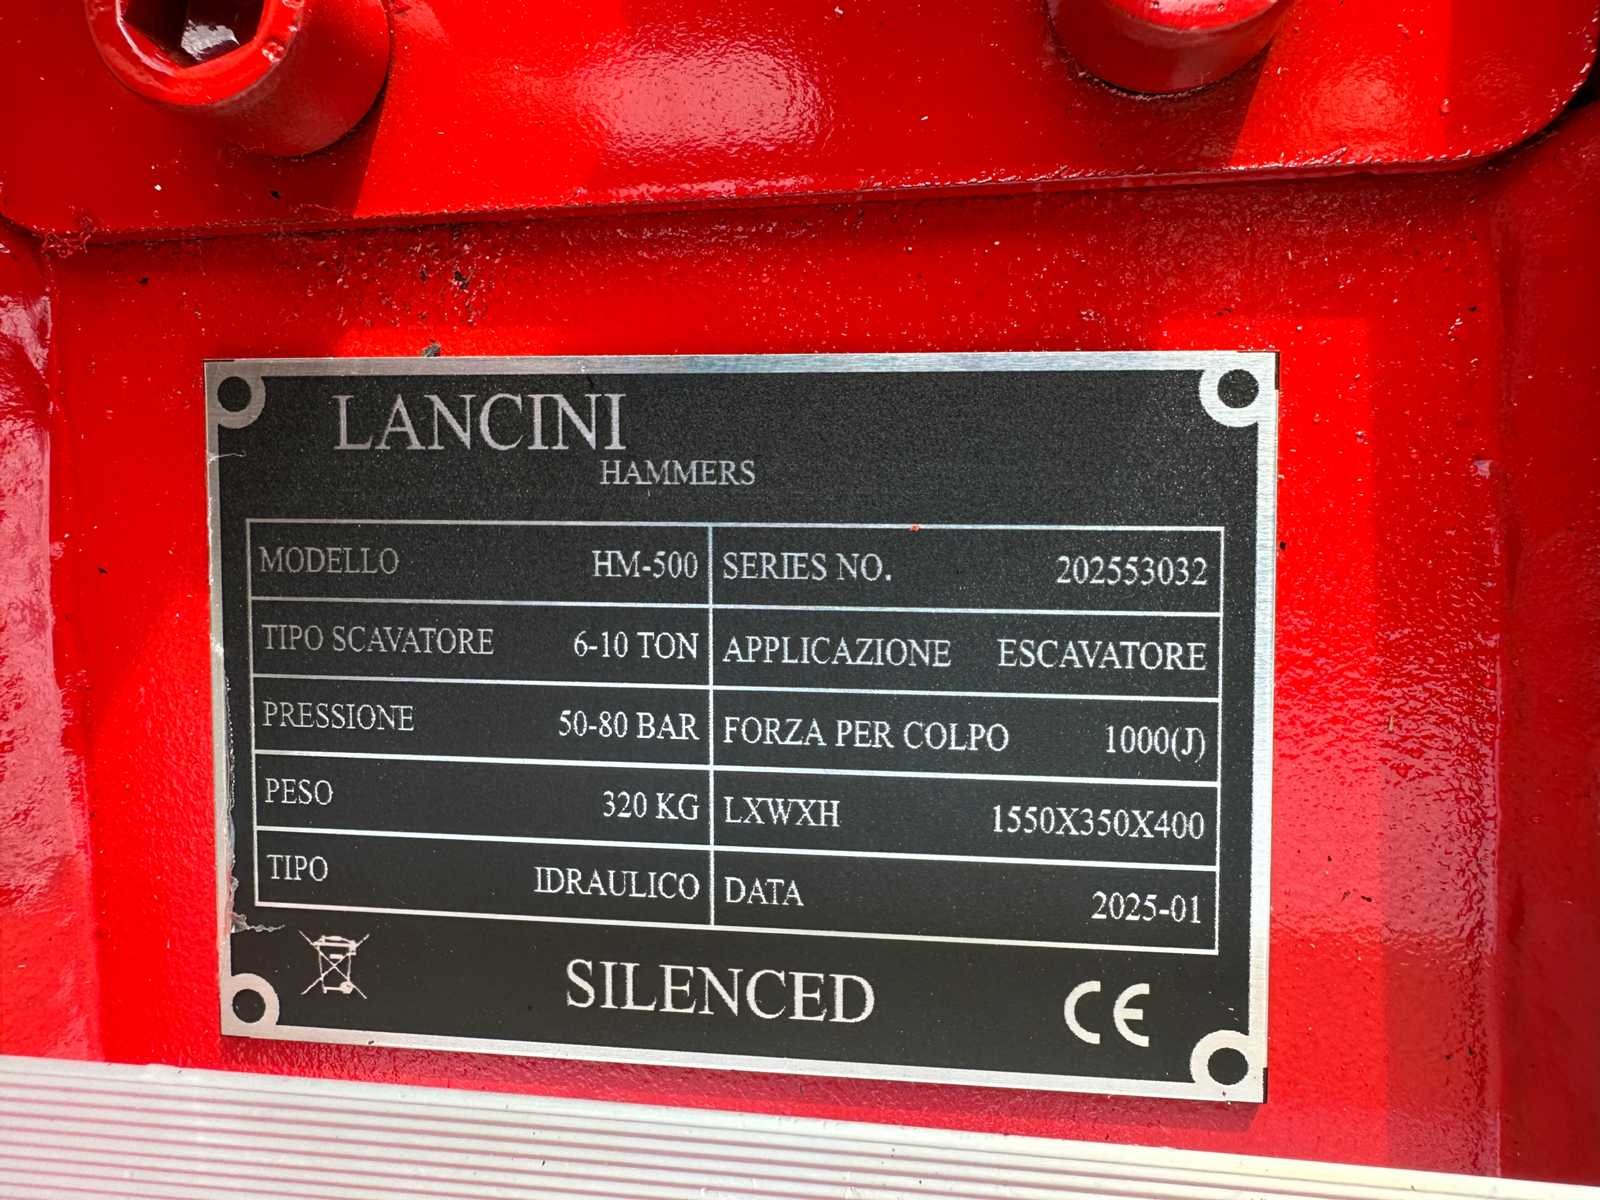 LANCINI
HAMMERS
MODELLO HM-500 SERIES NO. 202553032
TIPO SCAVATORE 6-10 TON APPLICAZIONE ESCAVATORE
PRESSIONE 50-80 BAR FORZA PER COLPO 1000(J)
PESO 320 KG LXWXH 1550X350X400
TIPO IDRAULICO DATA 2025-01
SILENCED CE